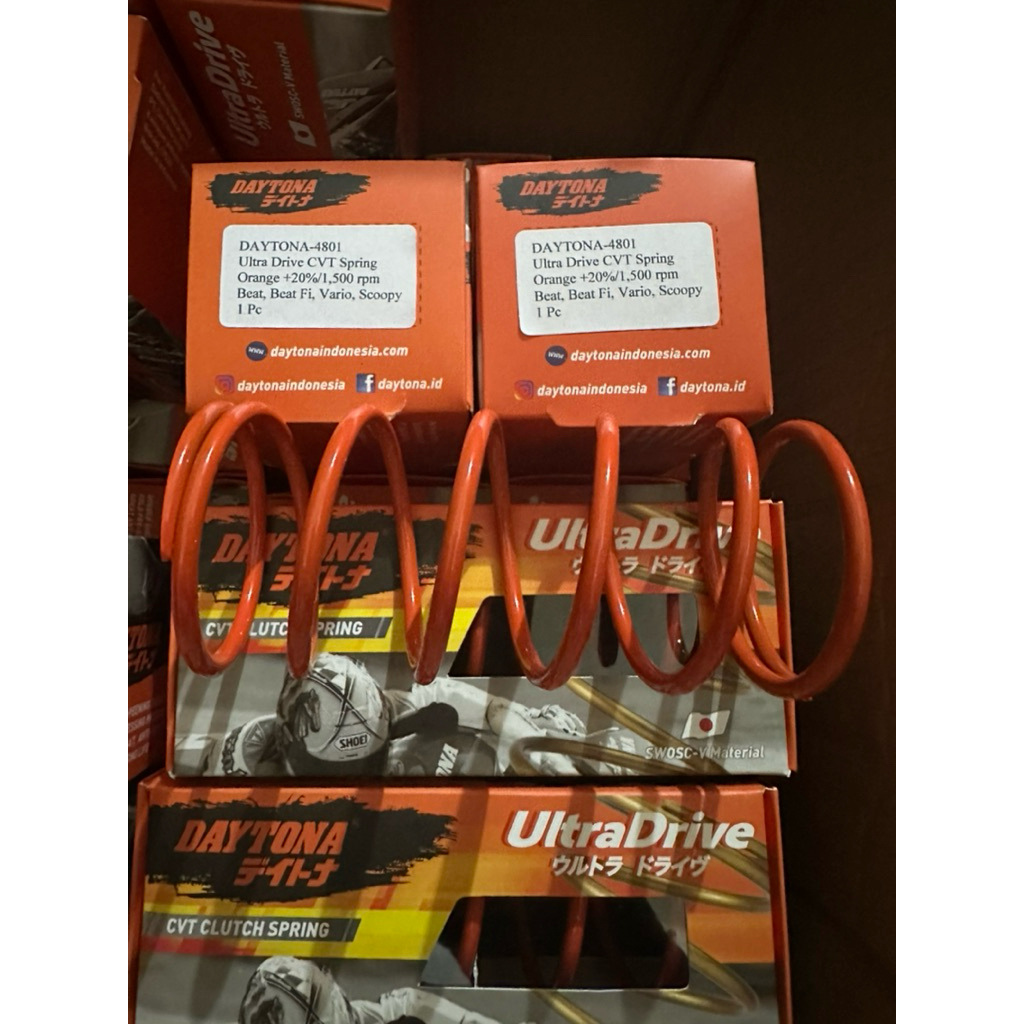 UltraDrive
ウルトラ ドライヴ
SWOSC-V Material
DAYTONA
デイトナ
DAYTONA-4801
Ultra Drive CVT Spring
Orange +20%/1,500 rpm
Beat, Beat Fi, Vario, Scoopy
1 Pc
www daytonaindonesia.com
daytonaindonesia f daytona.id
DAYTONA
デイトナ
DAYTONA-4801
Ultra Drive CVT Spring
Orange +20%/1,500 rpm
Beat, Beat Fi, Vario, Scoopy
1 Pc
www daytonaindonesia.com
daytonaindonesia f daytona.id
DAYTONA
デイトナ
UltraDrive
ウルトラ ドライヴ
CVT CLUTCH SPRING
SHOEI
SWOSC-V Material
DAYTONA
デイトナ
UltraDrive
ウルトラ ドライヴ
CVT CLUTCH SPRING